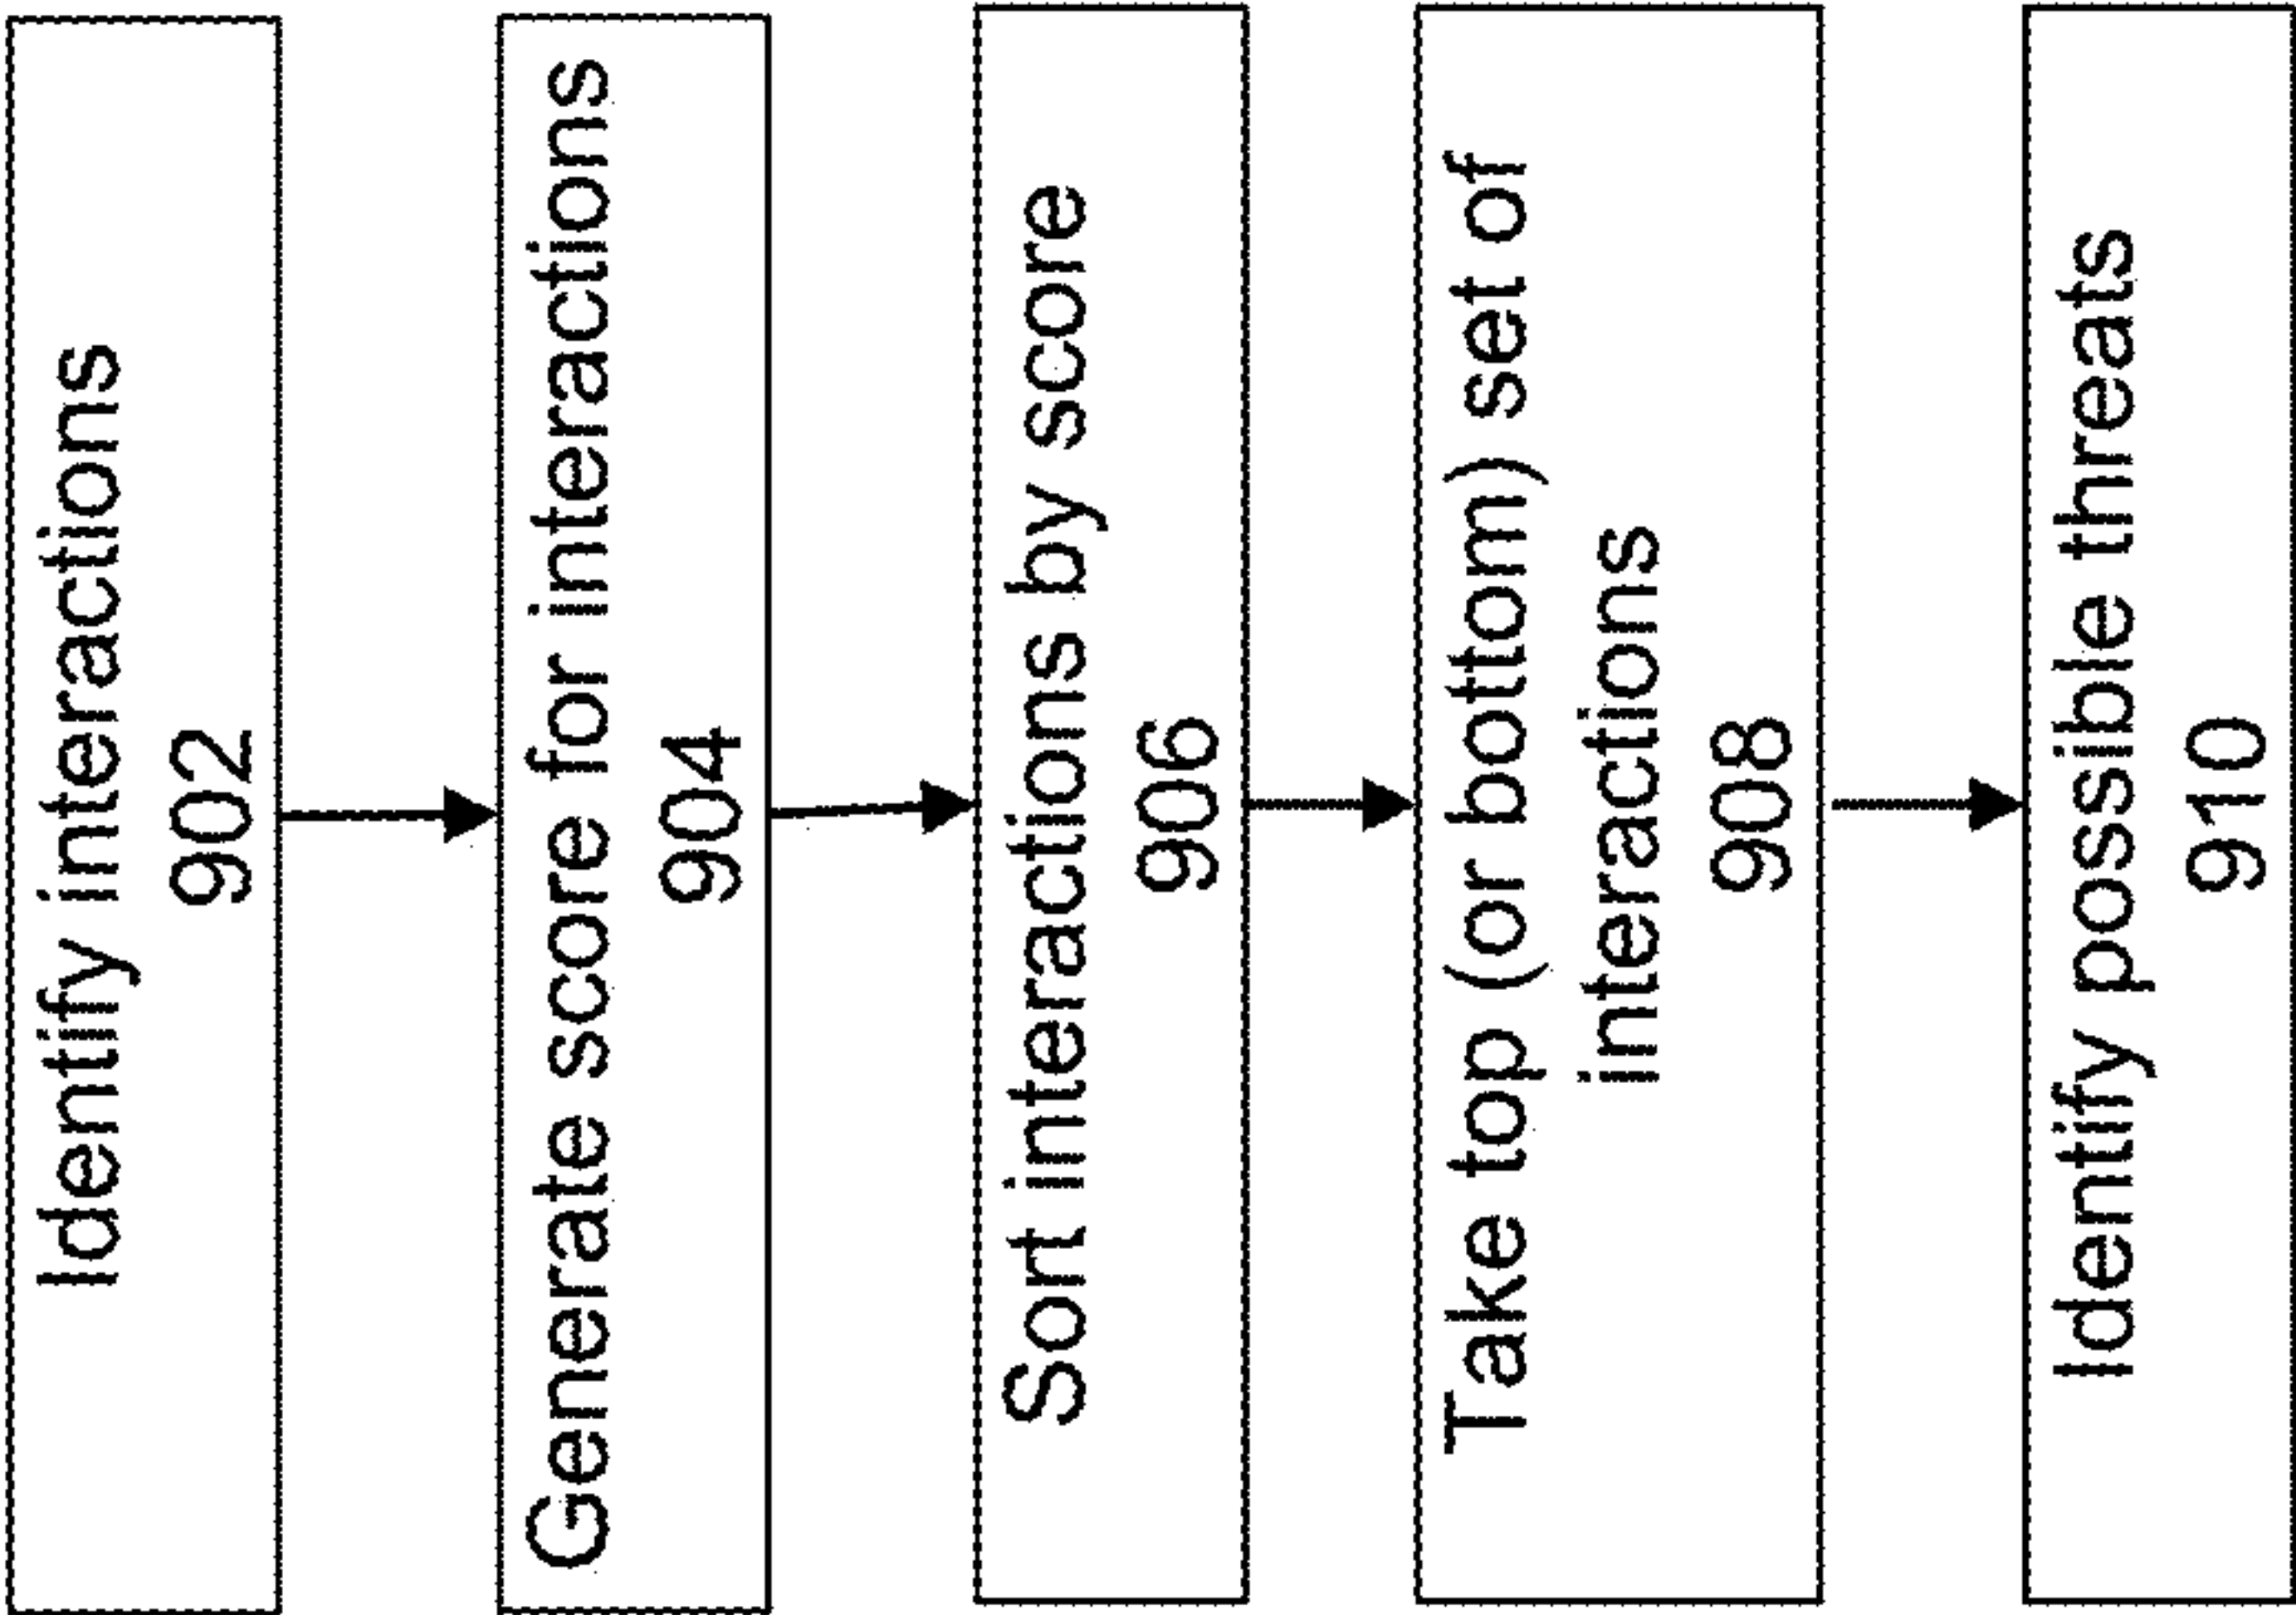 Identify interactions
902
Generate score for interactions
904
Sort interactions by score
906
Take top (or bottom) set of
interactions
908
Identify possible threats
910